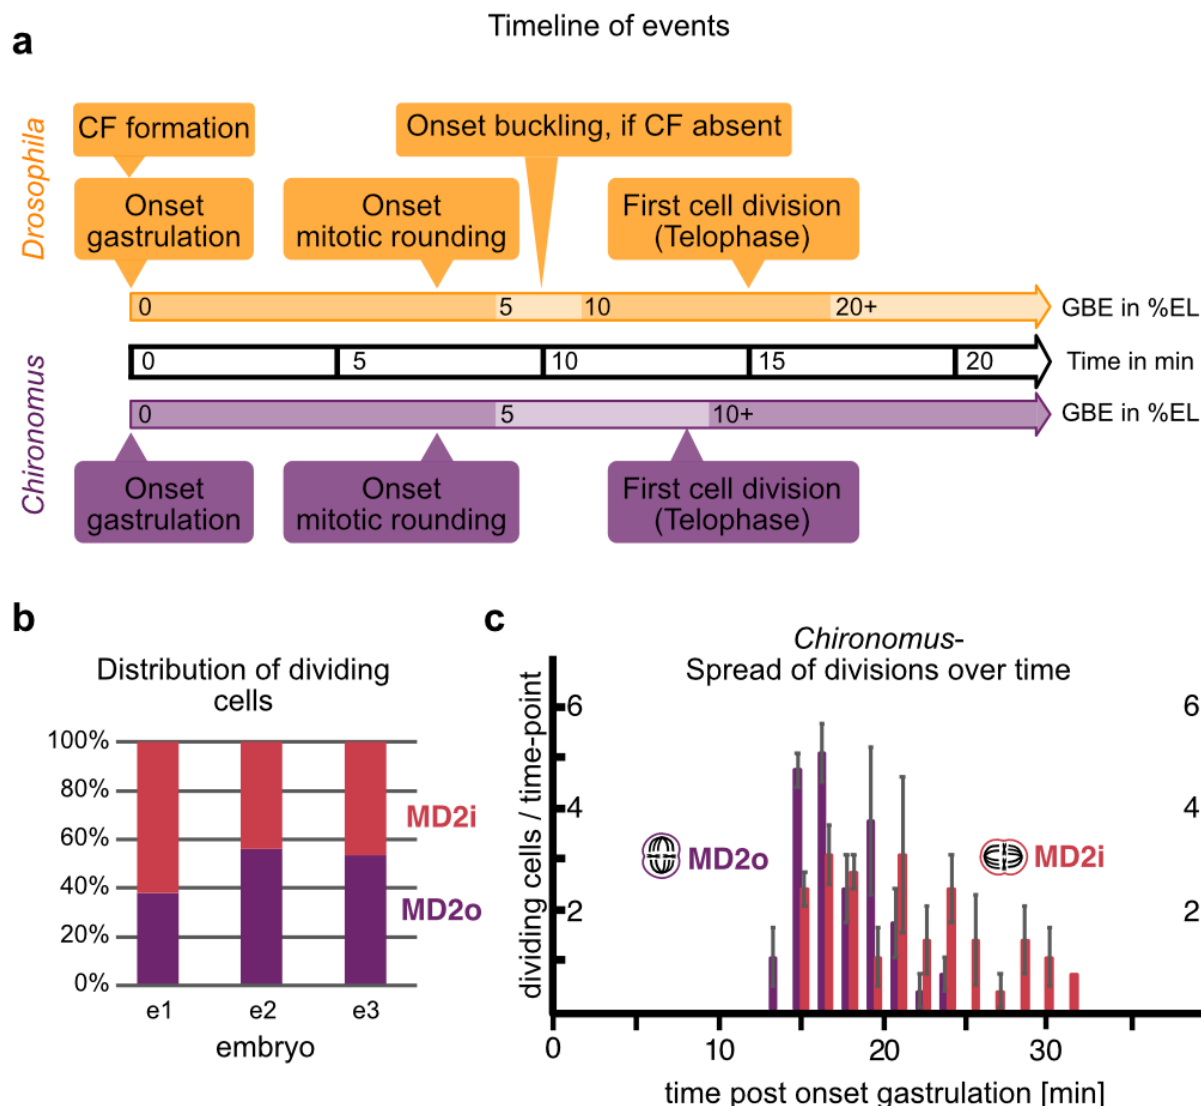 Timeline of events
a
Drosophila
CF formation
Onset buckling, if CF absent
Onset
gastrulation
Onset
mitotic rounding
First cell division
(Telophase)
0 5 10 20+ GBE in %EL
0 5 10 15 20 Time in min
Chironomus
0 5 10+ GBE in %EL
Onset
gastrulation
Onset
mitotic rounding
First cell division
(Telophase)
b
Distribution of dividing
cells
100%
80%
60%
40%
20%
0%
MD2i
MD2o
e1 e2 e3
embryo
c
Chironomus-
Spread of divisions over time
dividing cells / time-point
6
4
2
MD2o
MD2i
6
4
2
0 10 20 30
time post onset gastrulation [min]